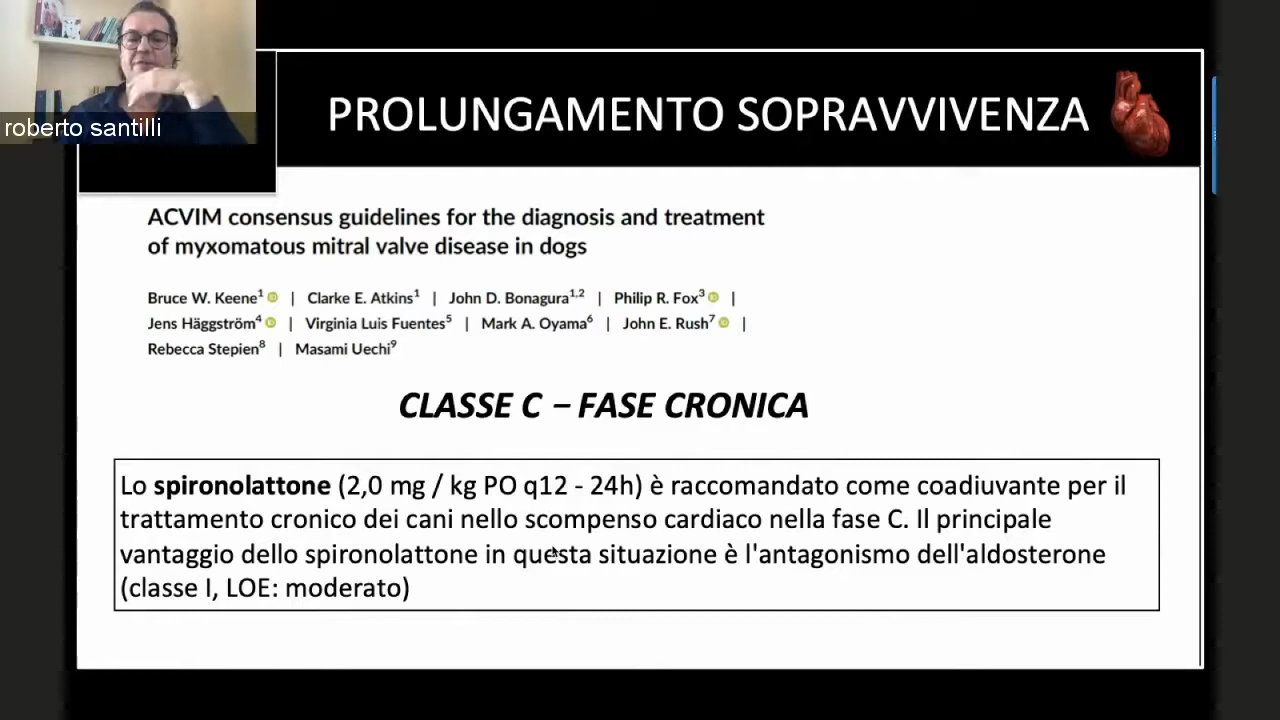 roberto santilli
PROLUNGAMENTO SOPRAVVIVENZA
ACVIM consensus guidelines for the diagnosis and treatment
of myxomatous mitral valve disease in dogs
Bruce W. Keene1 | Clarke E. Atkins1 | John D. Bonagura1,2 | Philip R. Fox3 |
Jens Häggström4 | Virginia Luis Fuentes5 | Mark A. Oyama6 | John E. Rush7 |
Rebecca Stepien8 | Masami Uechi9
CLASSE C – FASE CRONICA
Lo spironolattone (2,0 mg / kg PO q12 - 24h) è raccomandato come coadiuvante per il
trattamento cronico dei cani nello scompenso cardiaco nella fase C. Il principale
vantaggio dello spironolattone in questa situazione è l'antagonismo dell'aldosterone
(classe I, LOE: moderato)